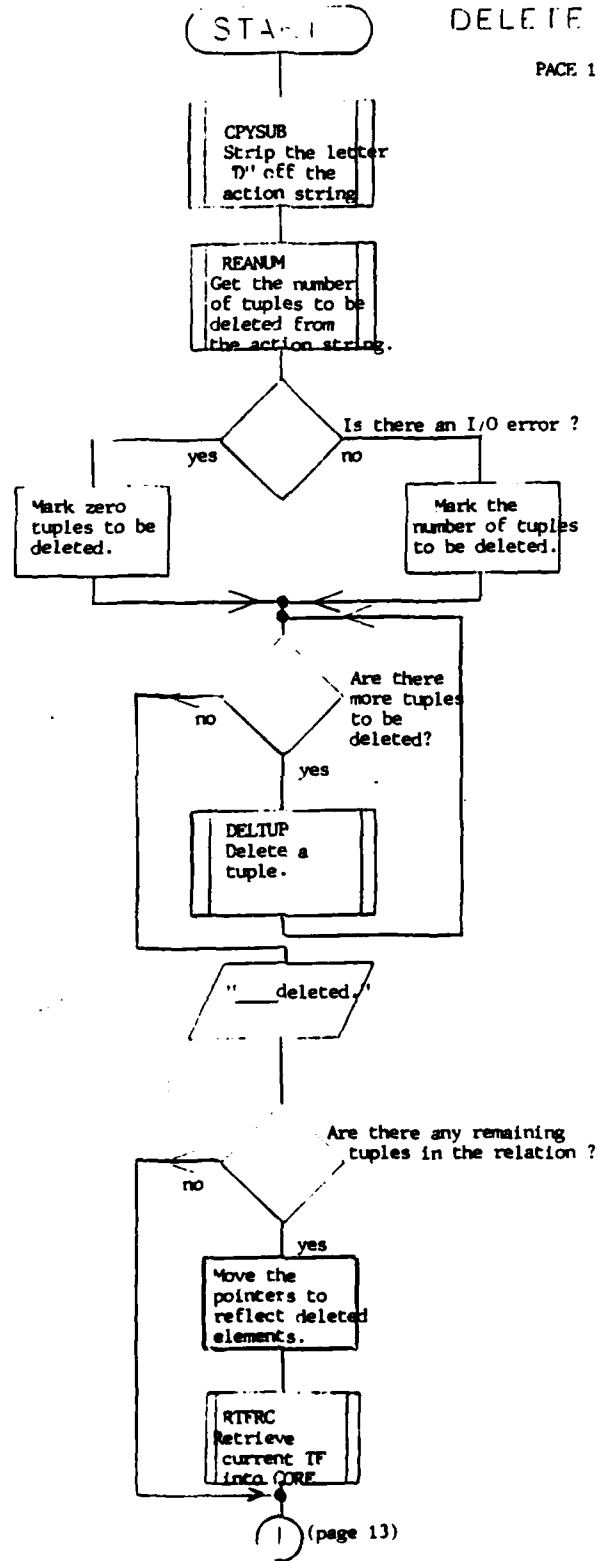 START
DELETE
PAGE 1
CPYSUB
Strip the letter
"D" off the
action string
REANUM
Get the number
of tuples to be
deleted from
the action string.
Is there an I/O error ?
yes
no
Mark zero
tuples to be
deleted.
Mark the
number of tuples
to be deleted.
Are there
more tuples
to be
deleted?
no
yes
DELTUP
Delete a
tuple.
"___deleted."
Are there any remaining
tuples in the relation ?
no
yes
Move the
pointers to
reflect deleted
elements.
RTFRC
Retrieve
current TF
into CORE
1
(page 13)